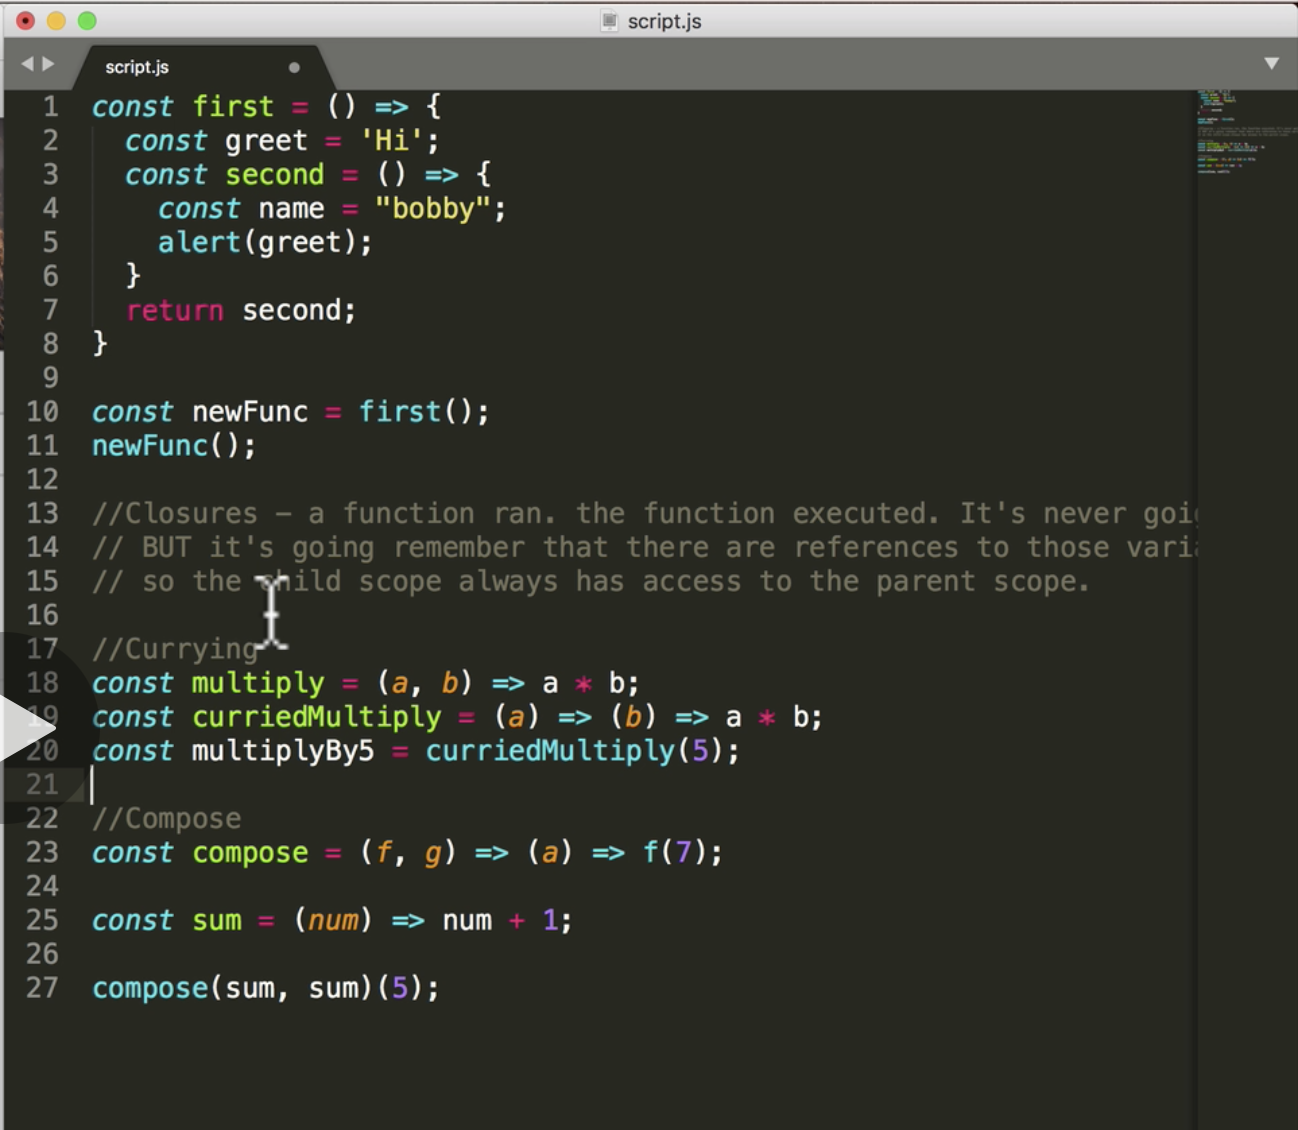 script.js
script.js
1 const first = () => {
2 const greet = 'Hi';
3 const second = () => {
4 const name = "bobby";
5 alert(greet);
6 }
7 return second;
8 }
9
10 const newFunc = first();
11 newFunc();
12
13 //Closures – a function ran. the function executed. It's never
14 // BUT it's going remember that there are references to those
15 // so the child scope always has access to the parent scope.
16
17 //Currying
18 const multiply = (a, b) => a * b;
19 const curriedMultiply = (a) => (b) => a * b;
20 const multiplyBy5 = curriedMultiply(5);
21
22 //Compose
23 const compose = (f, g) => (a) => f(7);
24
25 const sum = (num) => num + 1;
26
27 compose(sum, sum)(5);